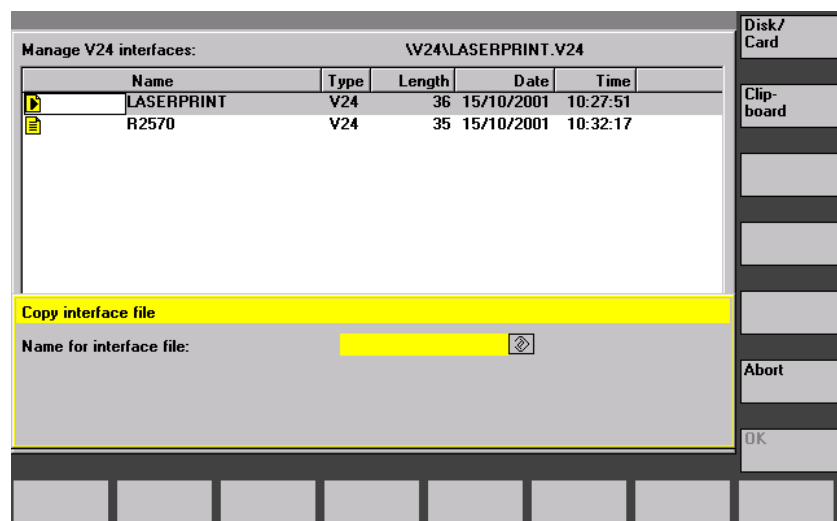 Manage V24 interfaces: \V24\LASERPRINT.V24
Name Type Length Date Time
LASERPRINT V24 36 15/10/2001 10:27:51
R2570 V24 35 15/10/2001 10:32:17
Copy interface file
Name for interface file:
Disk/
Card
Clip-
board
Abort
OK